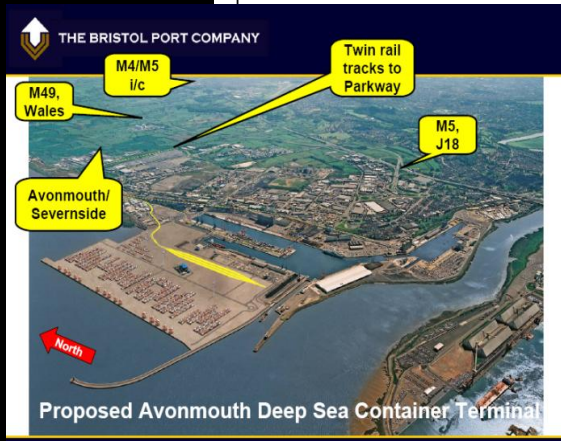 THE BRISTOL PORT COMPANY
M4/M5
i/c
Twin rail
tracks to
Parkway
M49,
Wales
M5,
J18
Avonmouth/
Severnside
North
Proposed Avonmouth Deep Sea Container Terminal